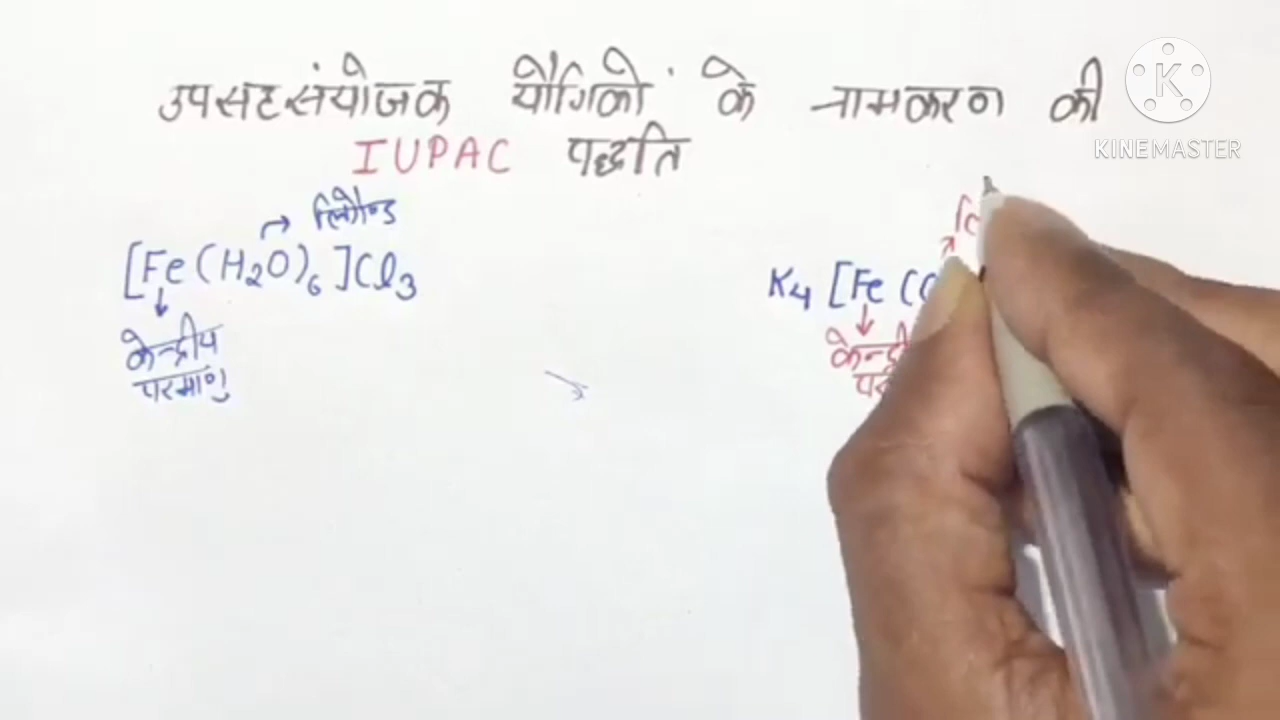 उपसहसंयोजक यौगिकों के नामकरण की
IUPAC पद्धति
K
KINEMASTER
→ लिगैण्ड
[Fe(H₂O)₆]Cl₃
↓
केन्द्रीय
परमाणु
K₄ [Fe (C
↓